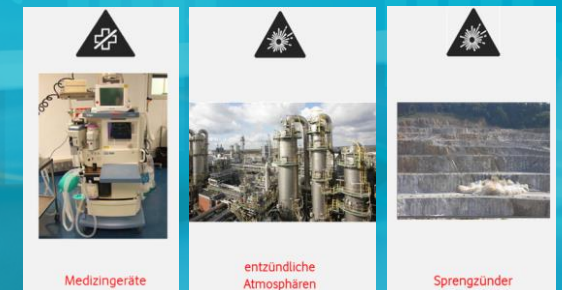 Medizingeräte
entzündliche
Atmosphären
Sprengzünder